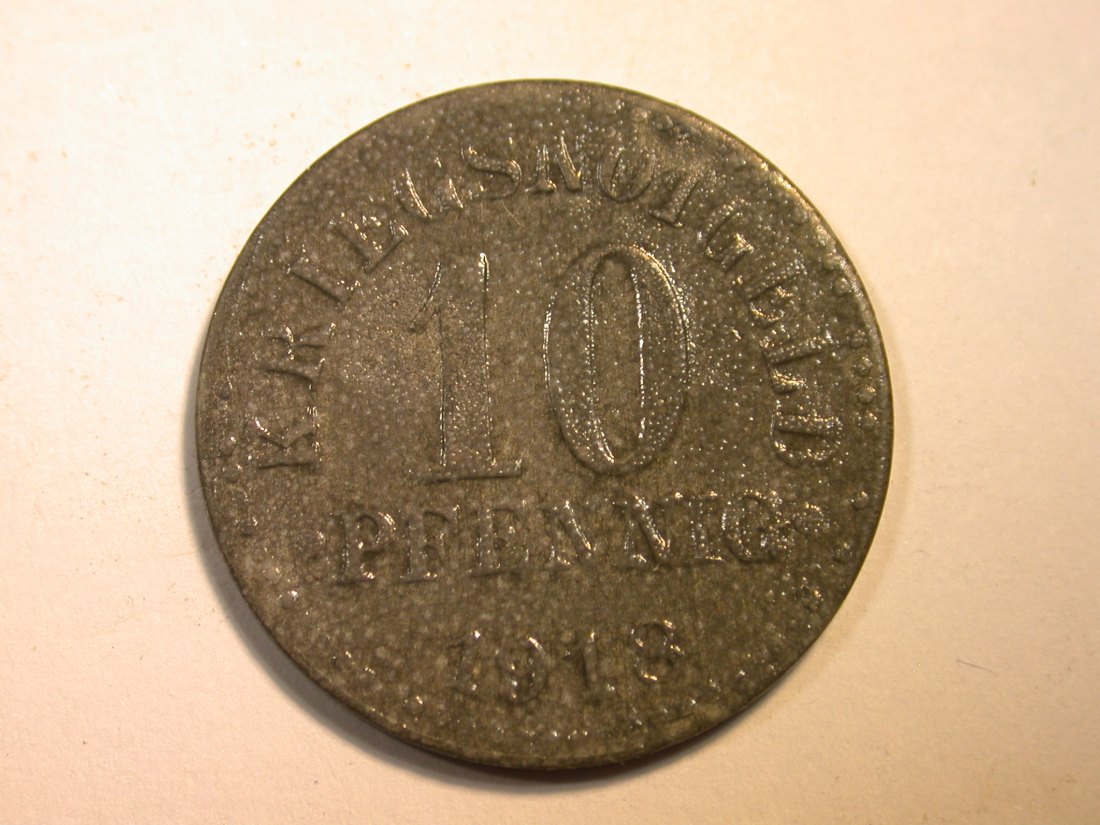 KRIEGSNOTGELD
10
PFENNIG
1918